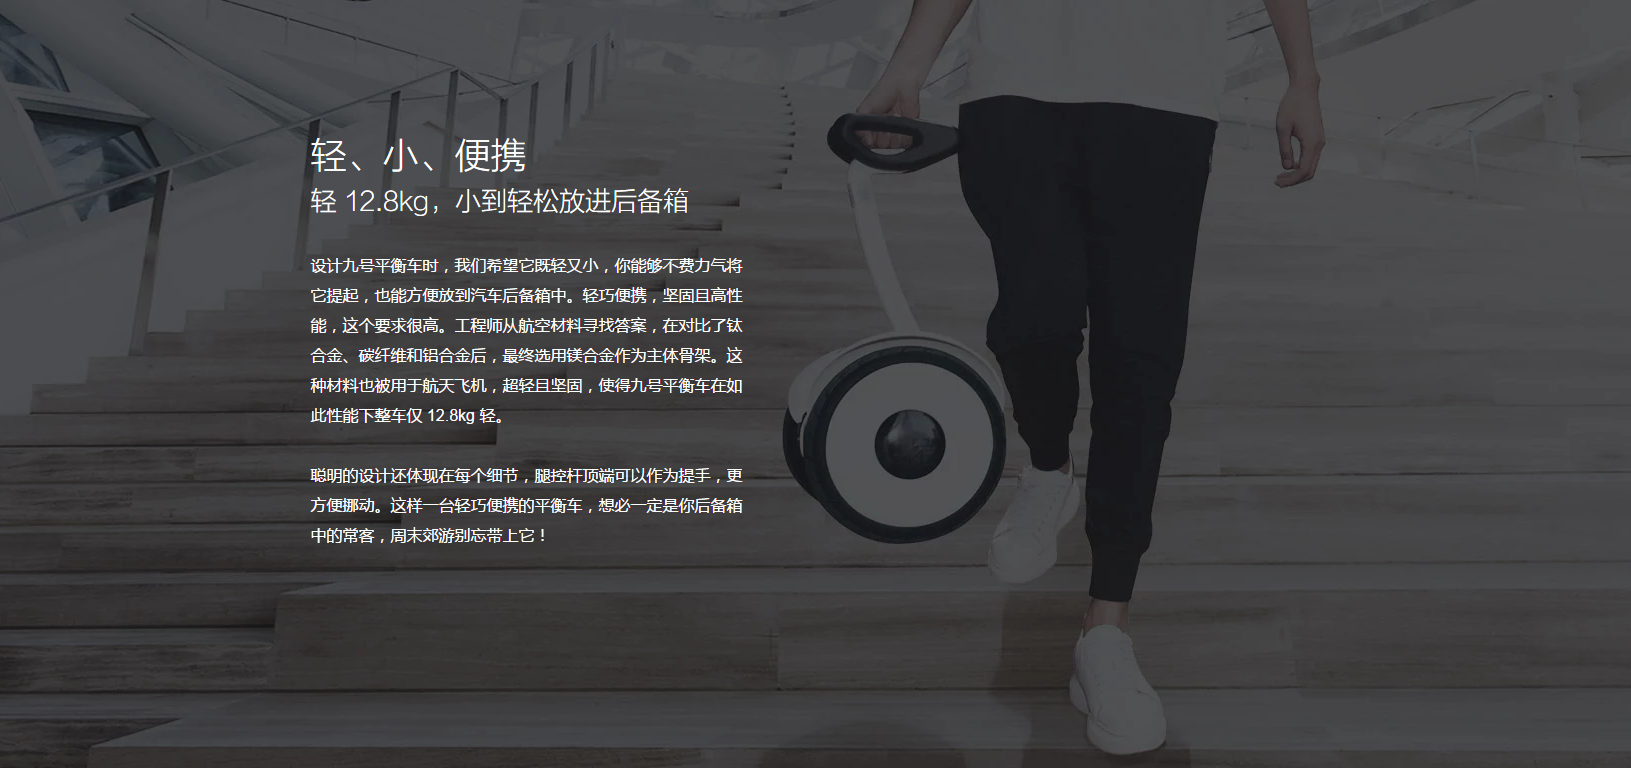 轻、小、便携
轻 12.8kg，小到轻松放进后备箱
设计九号平衡车时，我们希望它既轻又小，你能够不费力气将
它提起，也能方便放到汽车后备箱中。轻巧便携，坚固且高性
能，这个要求很高。工程师从航空材料寻找答案，在对比了钛
合金、碳纤维和铝合金后，最终选用镁合金作为主体骨架。这
种材料也被用于航天飞机，超轻且坚固，使得九号平衡车在如
此性能下整车仅 12.8kg 轻。
聪明的设计还体现在每个细节，腿控杆顶端可以作为提手，更
方便挪动。这样一台轻巧便携的平衡车，想必一定是你后备箱
中的常客，周末郊游别忘带上它！